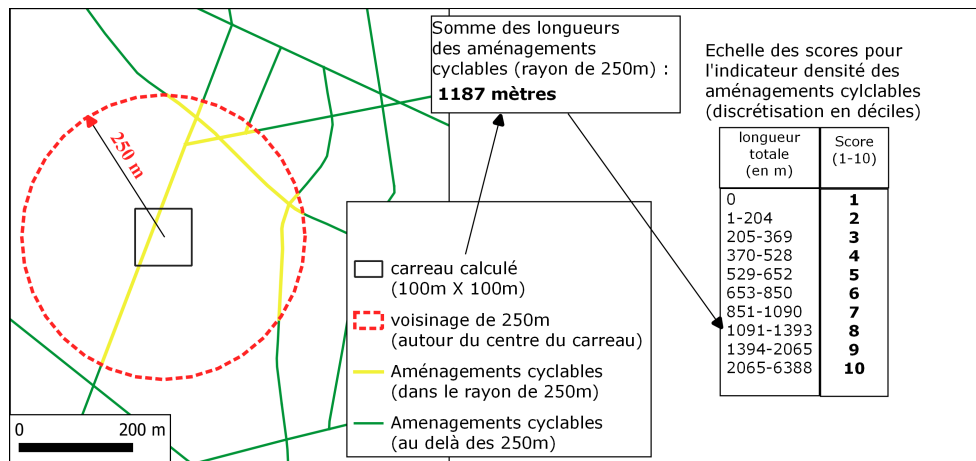 250 m
0 200 m
Somme des longueurs
des aménagements
cyclables (rayon de 250m) :
1187 mètres
carreau calculé
(100m X 100m)
voisinage de 250m
(autour du centre du carreau)
Aménagements cyclables
(dans le rayon de 250m)
Amenagements cyclables
(au delà des 250m)
Echelle des scores pour
l'indicateur densité des
aménagements cylclables
(discrétisation en déciles)
longueur
totale
(en m)
Score
(1-10)
0 1
1-204 2
205-369 3
370-528 4
529-652 5
653-850 6
851-1090 7
1091-1393 8
1394-2065 9
2065-6388 10